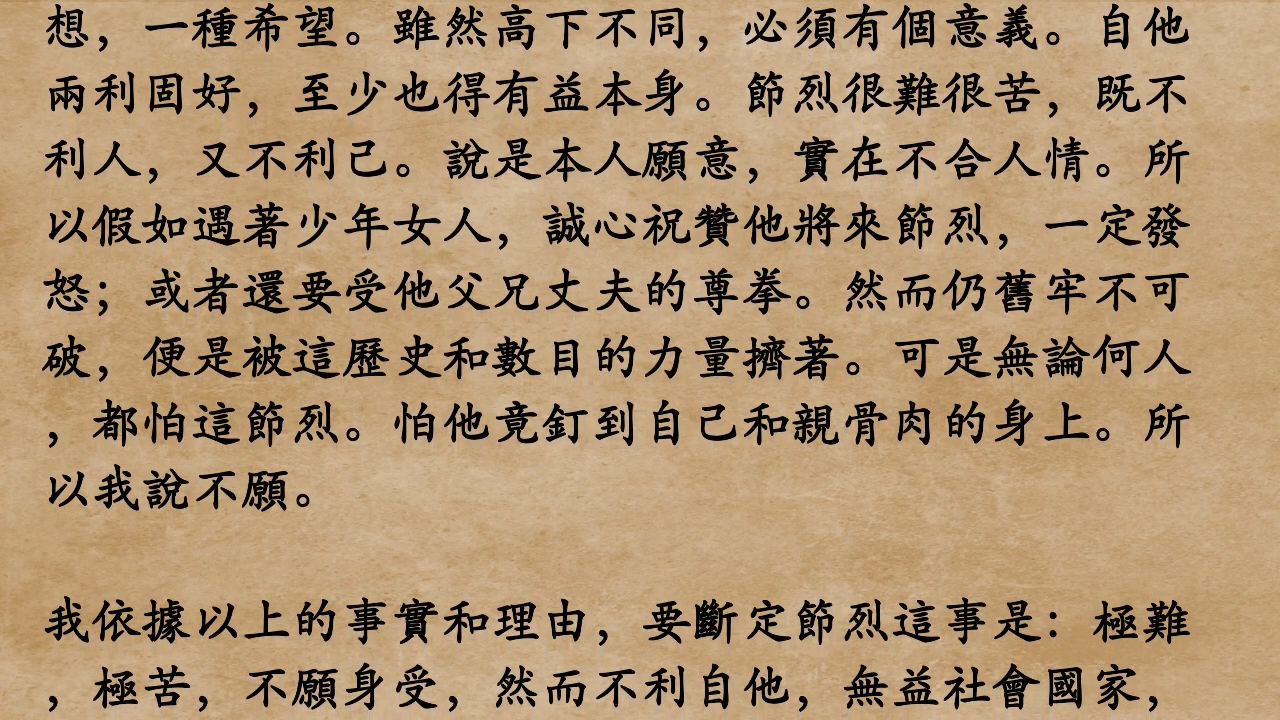 想，一種希望。雖然高下不同，必須有個意義。自他
兩利固好，至少也得有益本身。節烈很難很苦，既不
利人，又不利己。說是本人願意，實在不合人情。所
以假如遇著少年女人，誠心祝贊他將來節烈，一定發
怒；或者還要受他父兄丈夫的尊拳。然而仍舊牢不可
破，便是被這歷史和數目的力量擠著。可是無論何人
，都怕這節烈。怕他竟釘到自己和親骨肉的身上。所
以我說不願。
我依據以上的事實和理由，要斷定節烈這事是：極難
，極苦，不願身受，然而不利自他，無益社會國家，